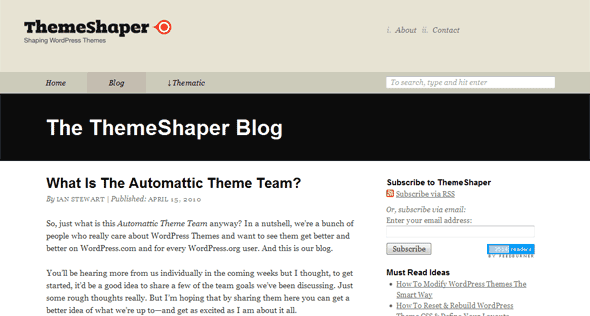 ThemeShaper
Shaping WordPress Themes
i. About ii. Contact
Home Blog ↓Thematic
To search, type and hit enter
The ThemeShaper Blog
What Is The Automattic Theme Team?
By IAN STEWART | Published: APRIL 15, 2010
So, just what is this Automattic Theme Team anyway? In a nutshell, we're a bunch of
people who really care about WordPress Themes and want to see them get better and
better on WordPress.com and for every WordPress.org user. And this is our blog.
You'll be hearing more from us individually in the coming weeks but I thought, to get
started, it'd be a good idea to share a few of the team goals we've been discussing. Just
some rough thoughts really. But I'm hoping that by sharing them here you can get a
better idea of what we're up to—and get as excited as I am about it all.
Subscribe to ThemeShaper
Subscribe via RSS
Or, subscribe via email:
Enter your email address:
Subscribe
readers
BY FEEDBURNER
Must Read Ideas
How To Modify WordPress Themes The
Smart Way
How To Reset & Rebuild WordPress
Theme CSS & Define Your Layouts